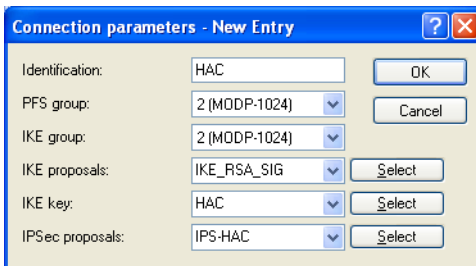 Connection parameters - New Entry
Identification: HAC OK
PFS group: 2 (MODP-1024) Cancel
IKE group: 2 (MODP-1024)
IKE proposals: IKE_RSA_SIG Select
IKE key: HAC Select
IPSec proposals: IPS-HAC Select